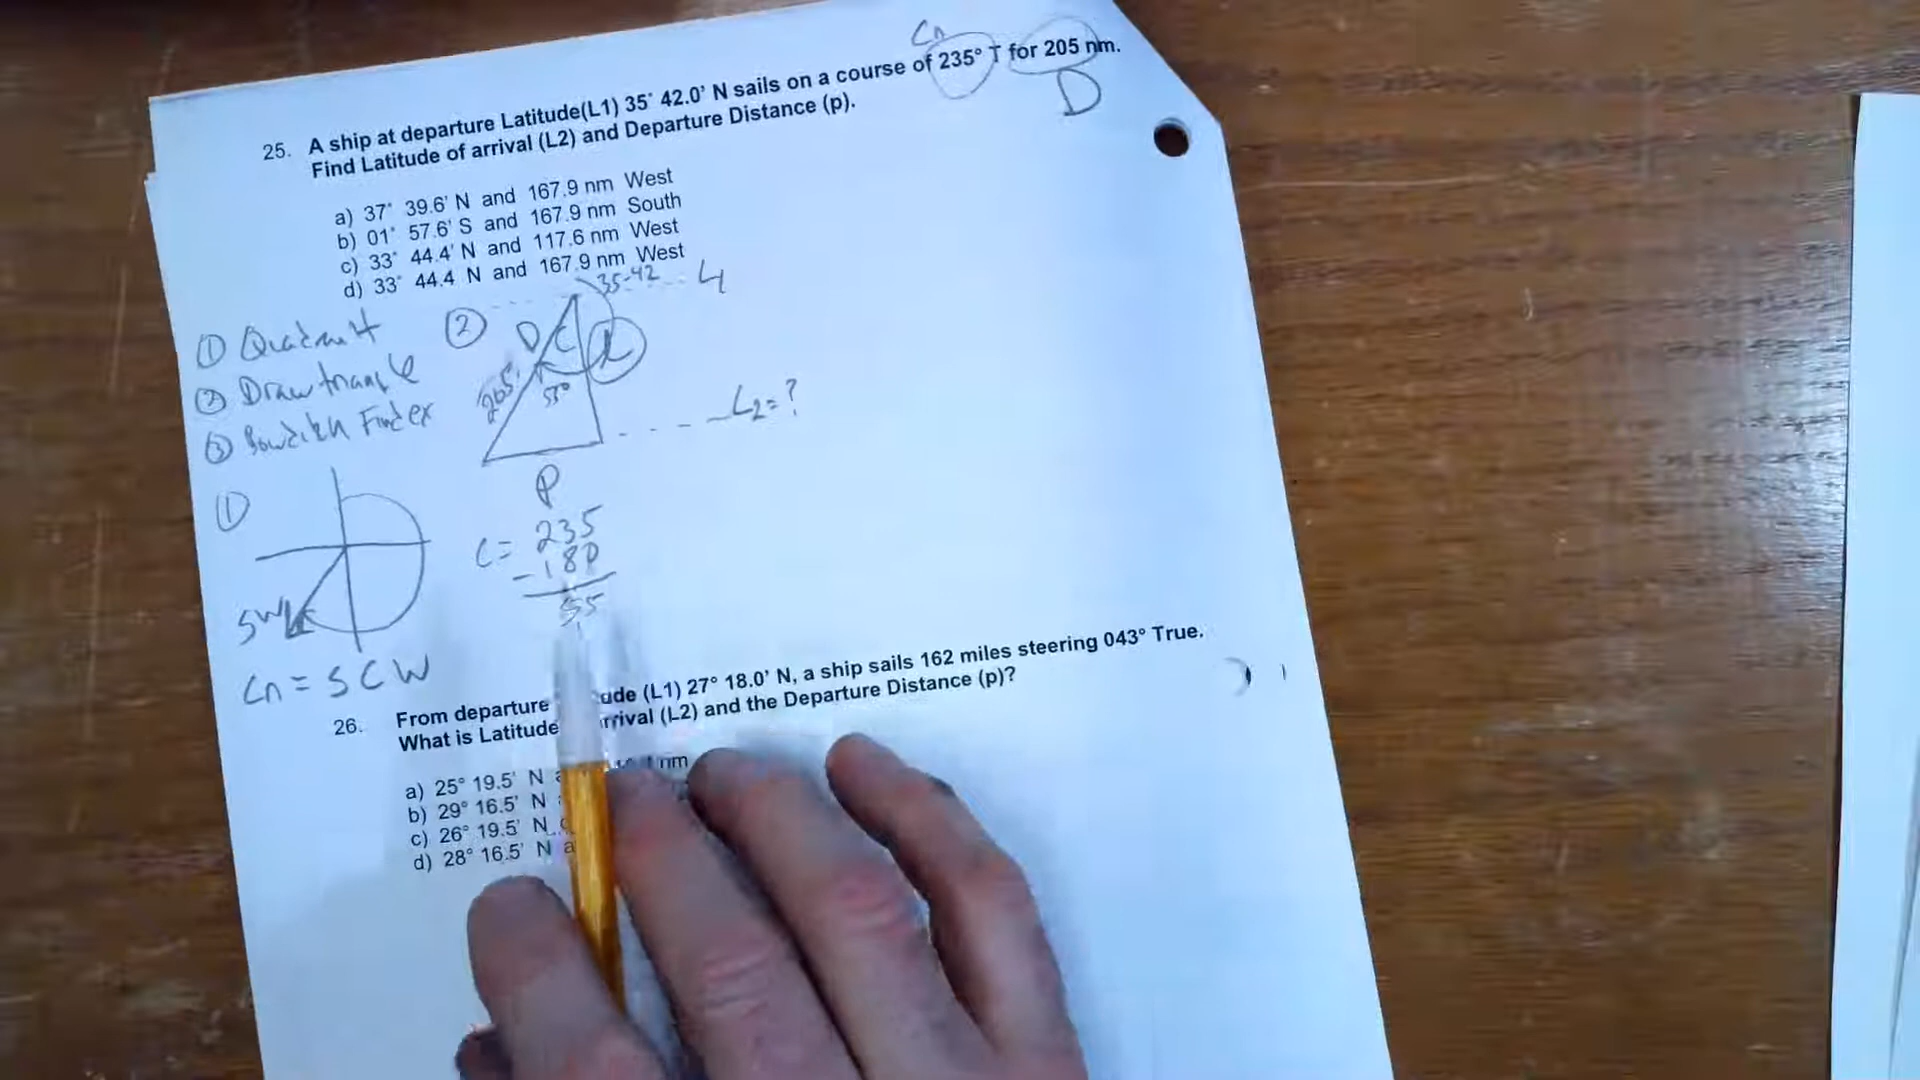 Cn
25. A ship at departure Latitude(L1) 35° 42.0' N sails on a course of 235° T for 205 nm.
Find Latitude of arrival (L2) and Departure Distance (p).
D
a) 37° 39.6' N and 167.9 nm West
b) 01° 57.6' S and 167.9 nm South
c) 33° 44.4' N and 117.6 nm West
d) 33° 44.4 N and 167.9 nm West
35-42 L1
① Quadrant
② Draw triangle
③ Bowditch Index
②
D C l
205'
55°
L2=?
P
①
SW
Cn = S C W
C = 235
-180
55
26. From departure (L1) 27° 18.0' N, a ship sails 162 miles steering 043° True.
What is Latitude (L2) and the Departure Distance (p)?
a) 25° 19.5' N nm
b) 29° 16.5' N
c) 26° 19.5' N
d) 28° 16.5' N a